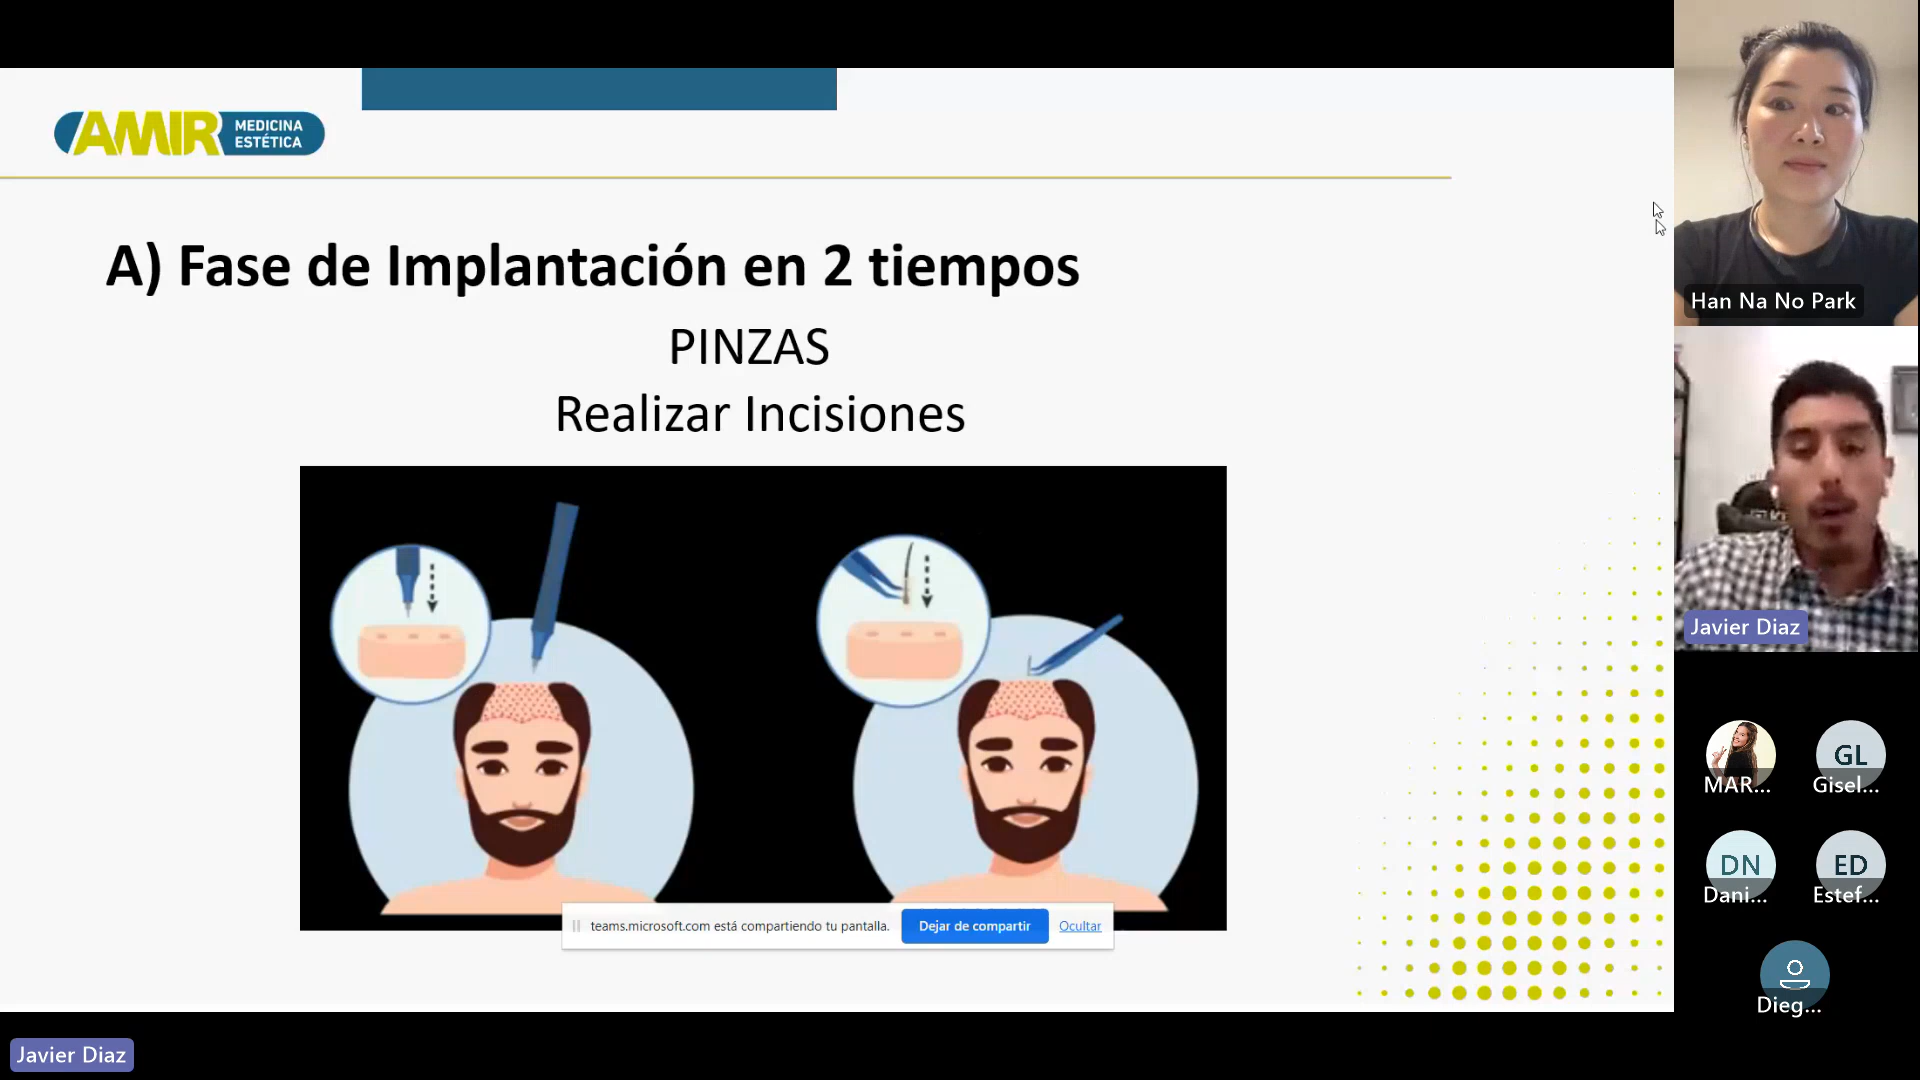 AMIR MEDICINA
ESTÉTICA
A) Fase de Implantación en 2 tiempos
PINZAS
Realizar Incisiones
teams.microsoft.com está compartiendo tu pantalla. Dejar de compartir Ocultar
Han Na No Park
Javier Diaz
MAR...
GL
Gisel...
DN
Dani...
ED
Estef...
Dieg...
Javier Diaz